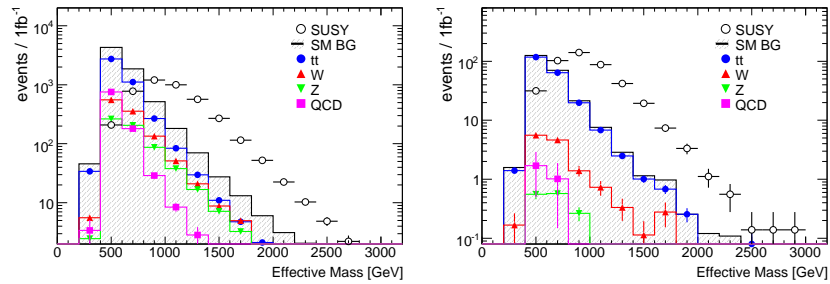 events / 1fb⁻¹
10⁴
10³
10²
10
0 500 1000 1500 2000 2500 3000
Effective Mass [GeV]
SUSY
SM BG
tt
W
Z
QCD
events / 1fb⁻¹
10²
10
1
10⁻¹
0 500 1000 1500 2000 2500 3000
Effective Mass [GeV]
SUSY
SM BG
tt
W
Z
QCD